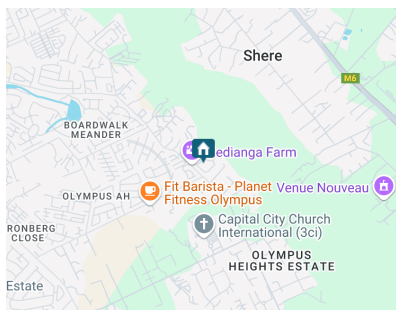 Shere
M6
BOARDWALK
MEANDER
edianga Farm
Fit Barista - Planet
Fitness Olympus
Venue Nouveau
OLYMPUS AH
Capital City Church
International (3ci)
RONBERG
CLOSE
OLYMPUS
HEIGHTS ESTATE
Estate